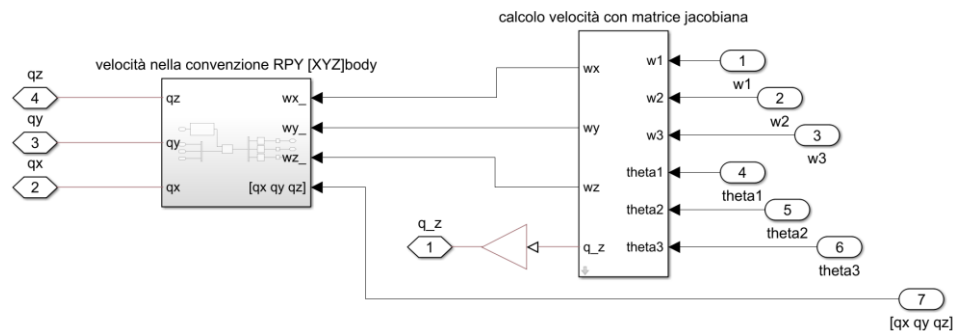 calcolo velocità con matrice jacobiana
velocità nella convenzione RPY [XYZ]body
qz
4
qy
3
qx
2
qz
qy
qx
wx_
wy_
wz_
[qx qy qz]
wx
wy
wz
q_z
w1
w2
w3
theta1
theta2
theta3
1
w1
2
w2
3
w3
4
theta1
5
theta2
6
theta3
q_z
1
7
[qx qy qz]